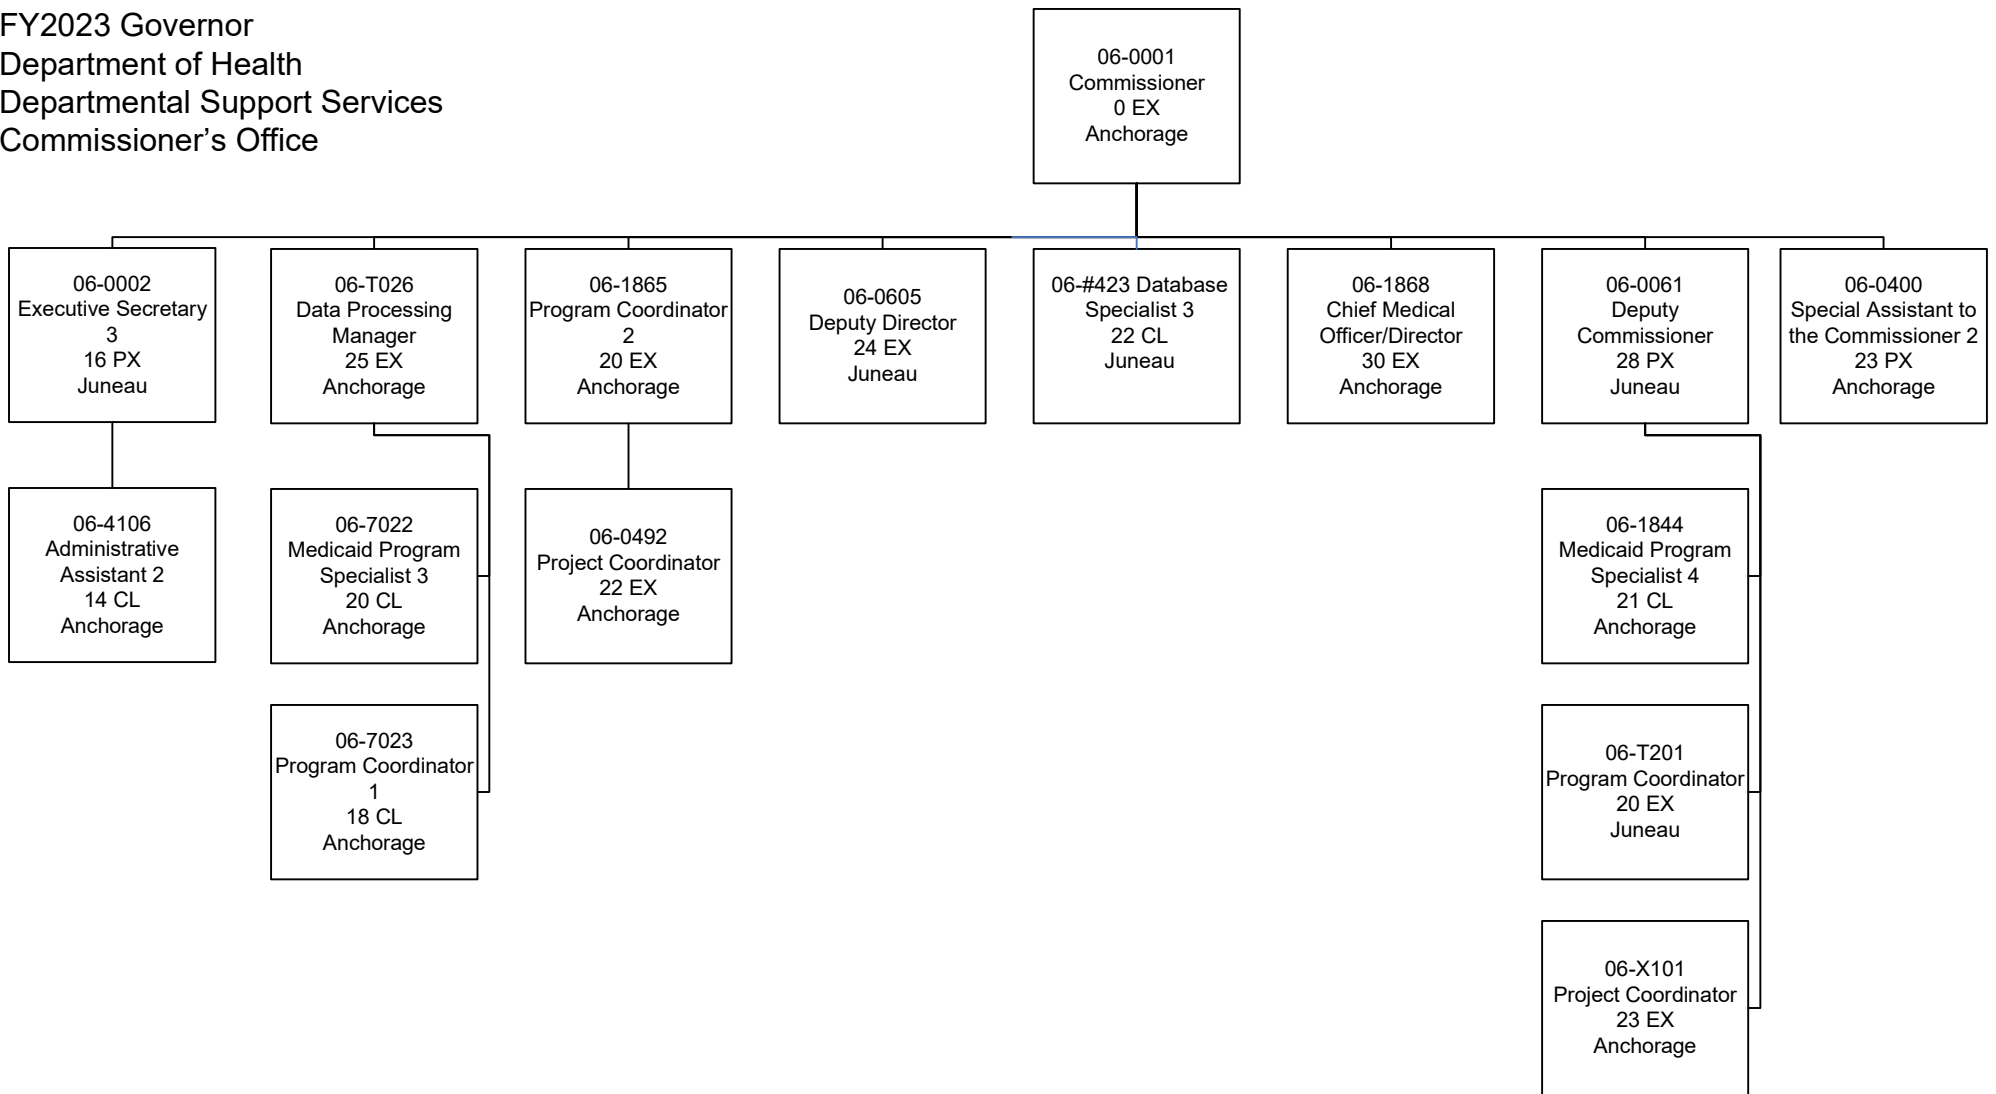 FY2023 Governor
Department of Health
Departmental Support Services
Commissioner’s Office
06-0001
Commissioner
0 EX
Anchorage
06-0002
Executive Secretary
3
16 PX
Juneau
06-T026
Data Processing
Manager
25 EX
Anchorage
06-1865
Program Coordinator
2
20 EX
Anchorage
06-0605
Deputy Director
24 EX
Juneau
06-#423 Database
Specialist 3
22 CL
Juneau
06-1868
Chief Medical
Officer/Director
30 EX
Anchorage
06-0061
Deputy
Commissioner
28 PX
Juneau
06-0400
Special Assistant to
the Commissioner 2
23 PX
Anchorage
06-4106
Administrative
Assistant 2
14 CL
Anchorage
06-7022
Medicaid Program
Specialist 3
20 CL
Anchorage
06-0492
Project Coordinator
22 EX
Anchorage
06-1844
Medicaid Program
Specialist 4
21 CL
Anchorage
06-7023
Program Coordinator
1
18 CL
Anchorage
06-T201
Program Coordinator
20 EX
Juneau
06-X101
Project Coordinator
23 EX
Anchorage